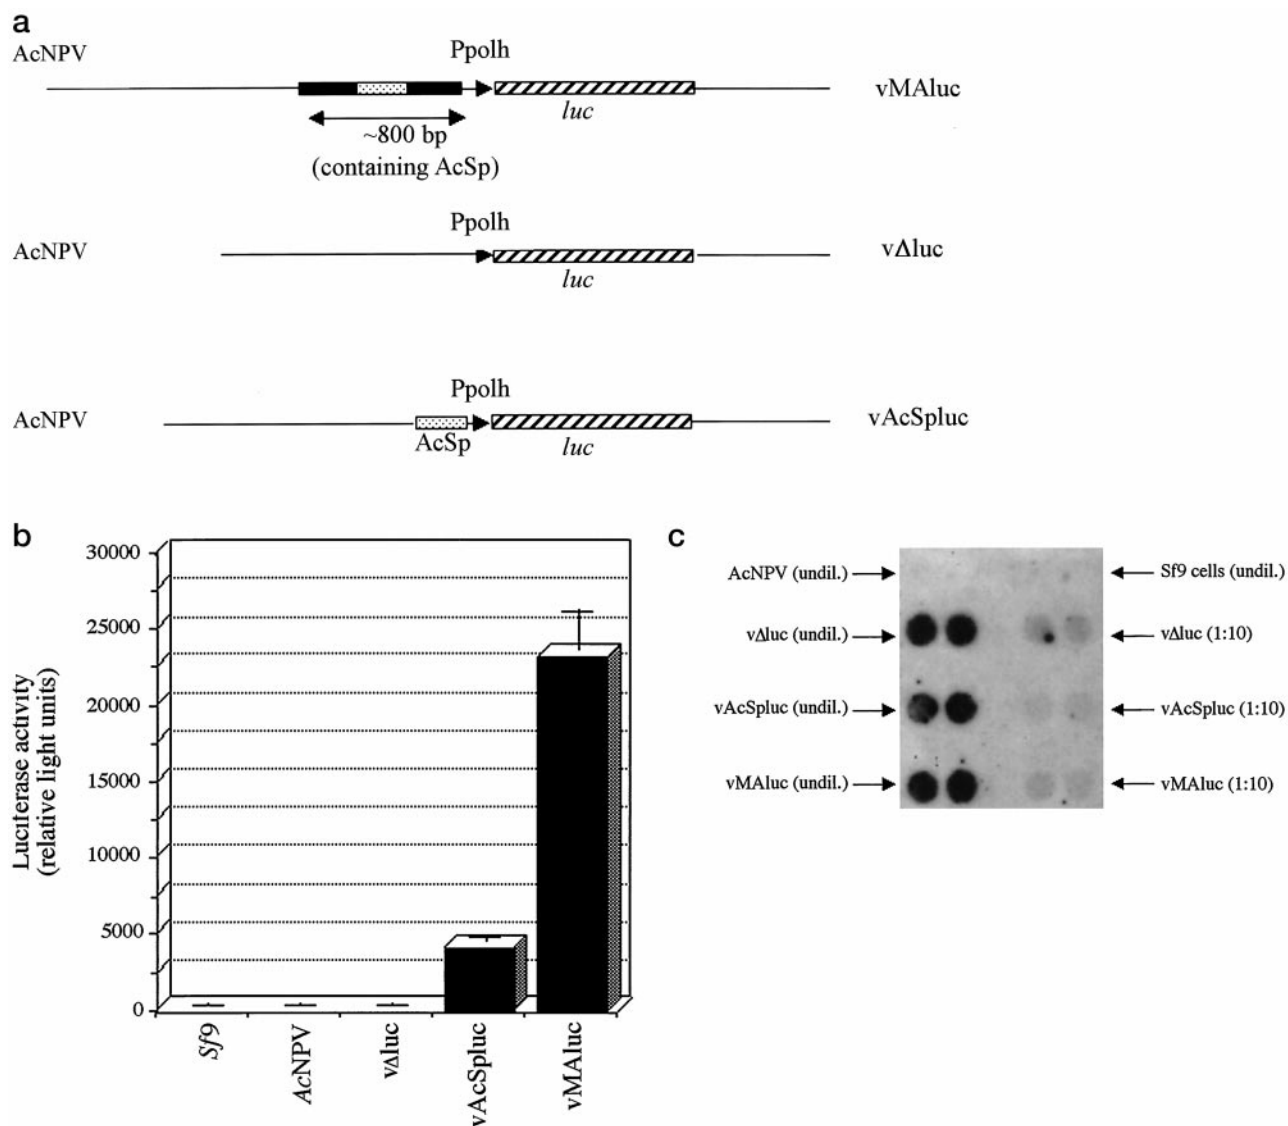 a
AcNPV
Ppolh
vMAluc
luc
~800 bp
(containing AcSp)
Ppolh
AcNPV
vΔluc
luc
Ppolh
AcNPV
vAcSpluc
AcSp
luc
b
30000
25000
20000
15000
10000
5000
0
Luciferase activity
(relative light units)
Sf9
AcNPV
vΔluc
vAcSpluc
vMAluc
c
AcNPV (undil.)
Sf9 cells (undil.)
vΔluc (undil.)
vΔluc (1:10)
vAcSpluc (undil.)
vAcSpluc (1:10)
vMAluc (undil.)
vMAluc (1:10)